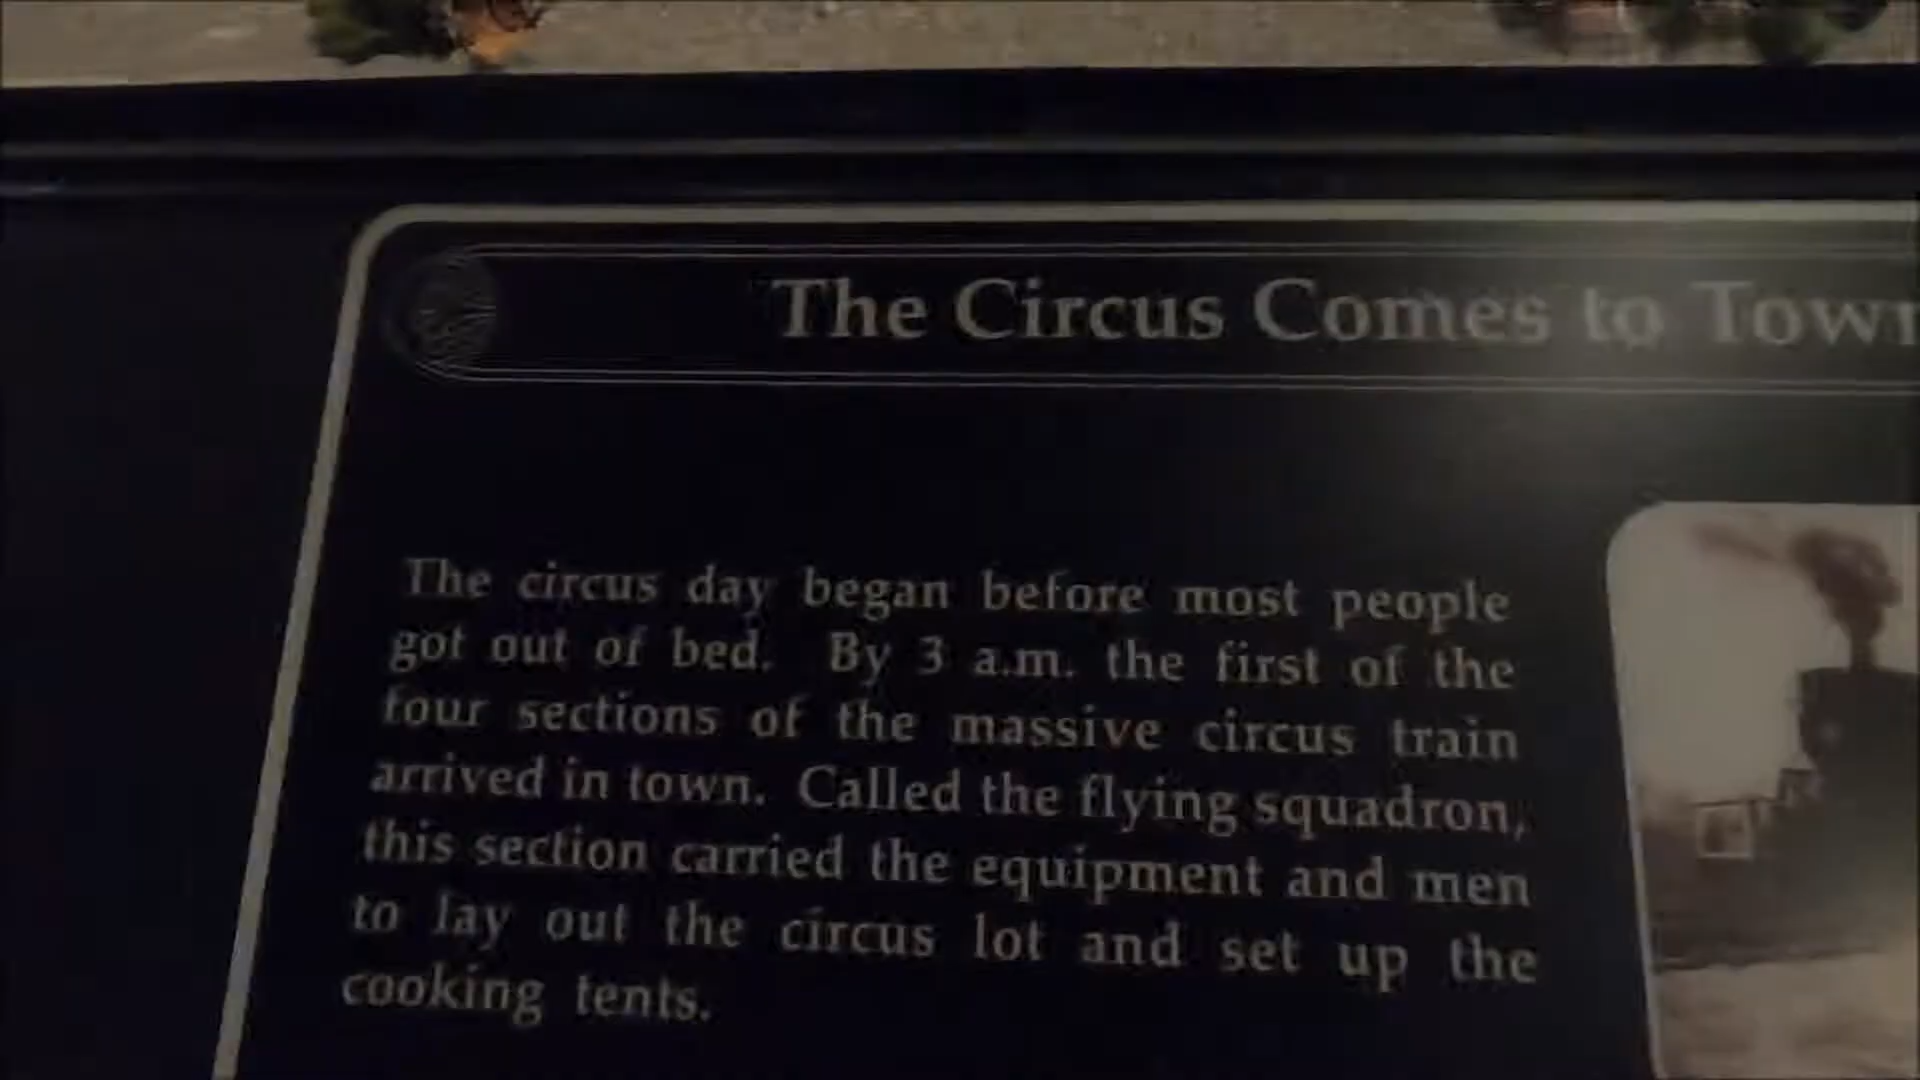 The Circus Comes to Town
The circus day began before most people
got out of bed. By 3 a.m. the first of the
four sections of the massive circus train
arrived in town. Called the flying squadron,
this section carried the equipment and men
to lay out the circus lot and set up the
cooking tents.